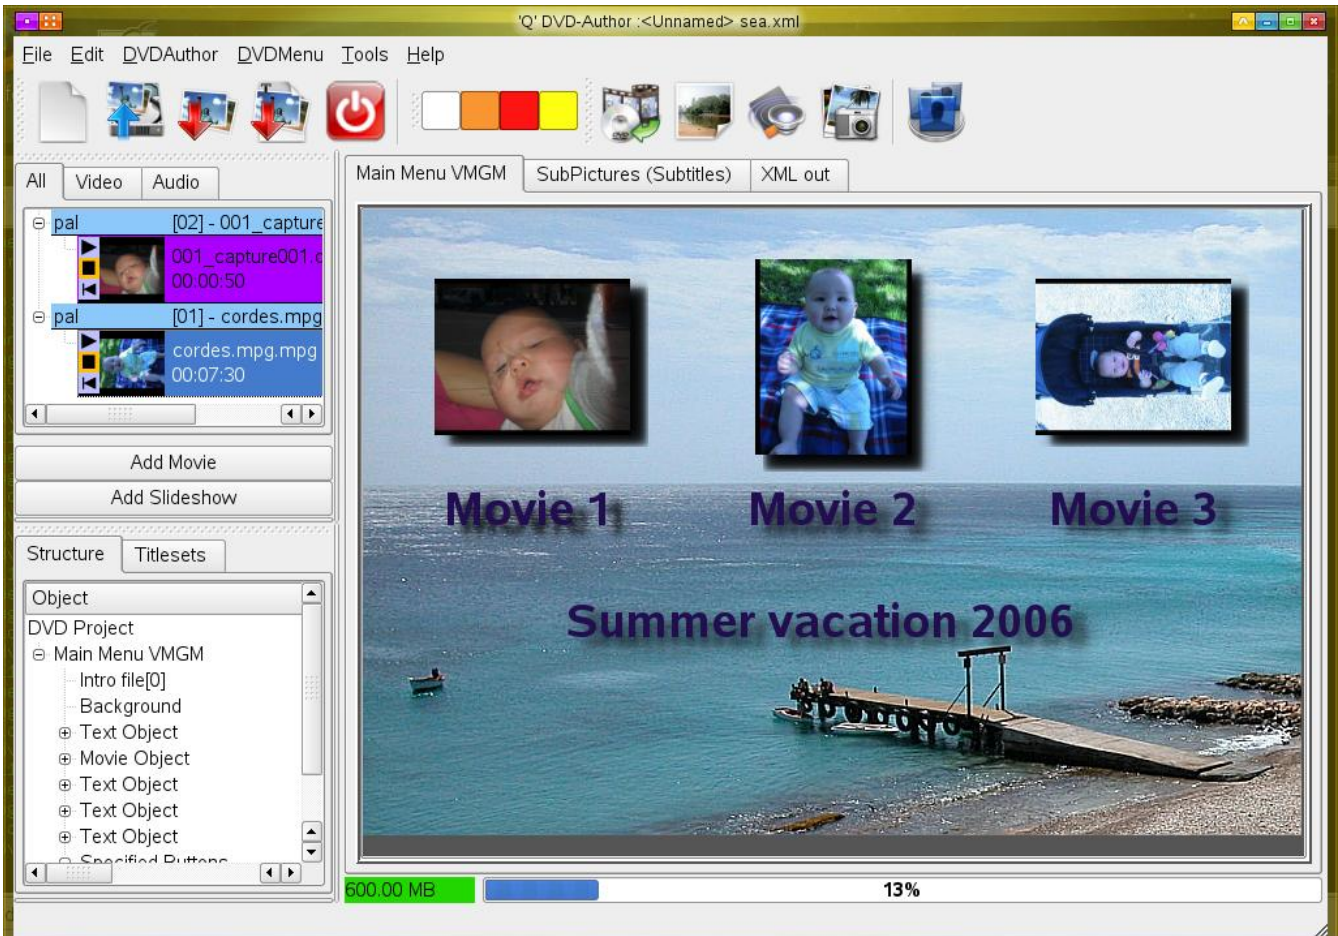 'Q' DVD-Author :<Unnamed> sea.xml
File Edit DVDAuthor DVDMenu Tools Help
All Video Audio
pal [02] - 001_capture
001_capture001.
00:00:50
pal [01] - cordes.mpg
cordes.mpg.mpg
00:07:30
Add Movie
Add Slideshow
Structure Titlesets
Object
DVD Project
Main Menu VMGM
Intro file[0]
Background
Text Object
Movie Object
Text Object
Text Object
Text Object
Specified Buttons
Main Menu VMGM SubPictures (Subtitles) XML out
Movie 1 Movie 2 Movie 3
Summer vacation 2006
600.00 MB 13%